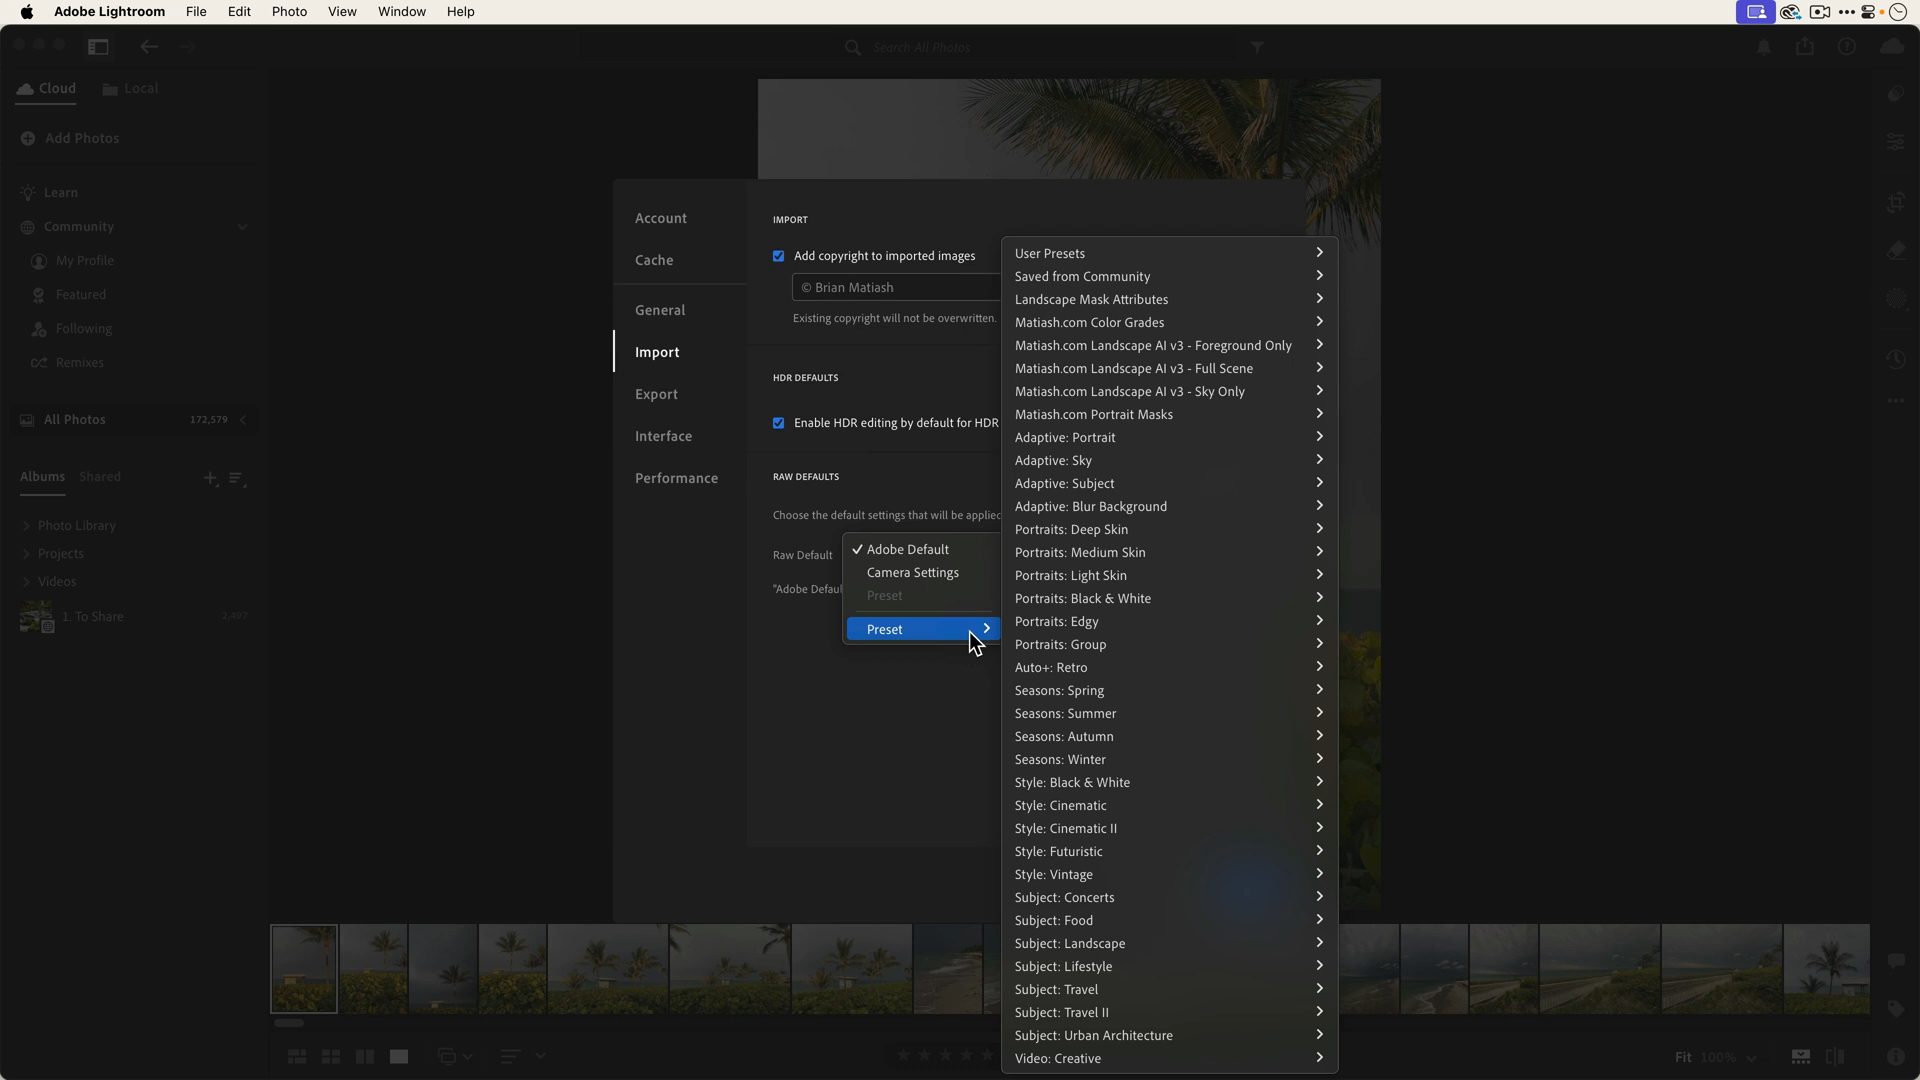 Adobe Lightroom File Edit Photo View Window Help
Search All Photos
Cloud Local
Add Photos
Learn
Community
My Profile
Featured
Following
Remixes
All Photos 172,579
Albums Shared
Photo Library
Projects
Videos
1. To Share 2,497
Account
Cache
General
Import
Export
Interface
Performance
IMPORT
Add copyright to imported images
© Brian Matiash
Existing copyright will not be overwritten.
HDR DEFAULTS
Enable HDR editing by default for HDR
RAW DEFAULTS
Choose the default settings that will be applied
Raw Default
"Adobe Defaul
Adobe Default
Camera Settings
Preset
Preset
User Presets
Saved from Community
Landscape Mask Attributes
Matiash.com Color Grades
Matiash.com Landscape AI v3 - Foreground Only
Matiash.com Landscape AI v3 - Full Scene
Matiash.com Landscape AI v3 - Sky Only
Matiash.com Portrait Masks
Adaptive: Portrait
Adaptive: Sky
Adaptive: Subject
Adaptive: Blur Background
Portraits: Deep Skin
Portraits: Medium Skin
Portraits: Light Skin
Portraits: Black & White
Portraits: Edgy
Portraits: Group
Auto+: Retro
Seasons: Spring
Seasons: Summer
Seasons: Autumn
Seasons: Winter
Style: Black & White
Style: Cinematic
Style: Cinematic II
Style: Futuristic
Style: Vintage
Subject: Concerts
Subject: Food
Subject: Landscape
Subject: Lifestyle
Subject: Travel
Subject: Travel II
Subject: Urban Architecture
Video: Creative
Fit 100%